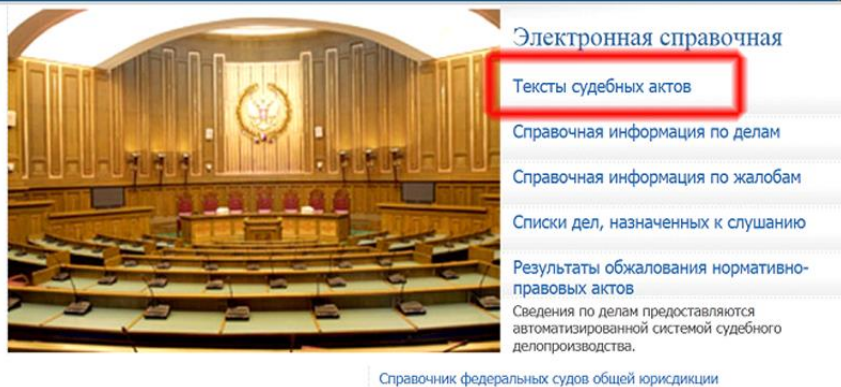 Электронная справочная
Тексты судебных актов
Справочная информация по делам
Справочная информация по жалобам
Списки дел, назначенных к слушанию
Результаты обжалования нормативно-
правовых актов
Сведения по делам предоставляются
автоматизированной системой судебного
делопроизводства.
Справочник федеральных судов общей юрисдикции